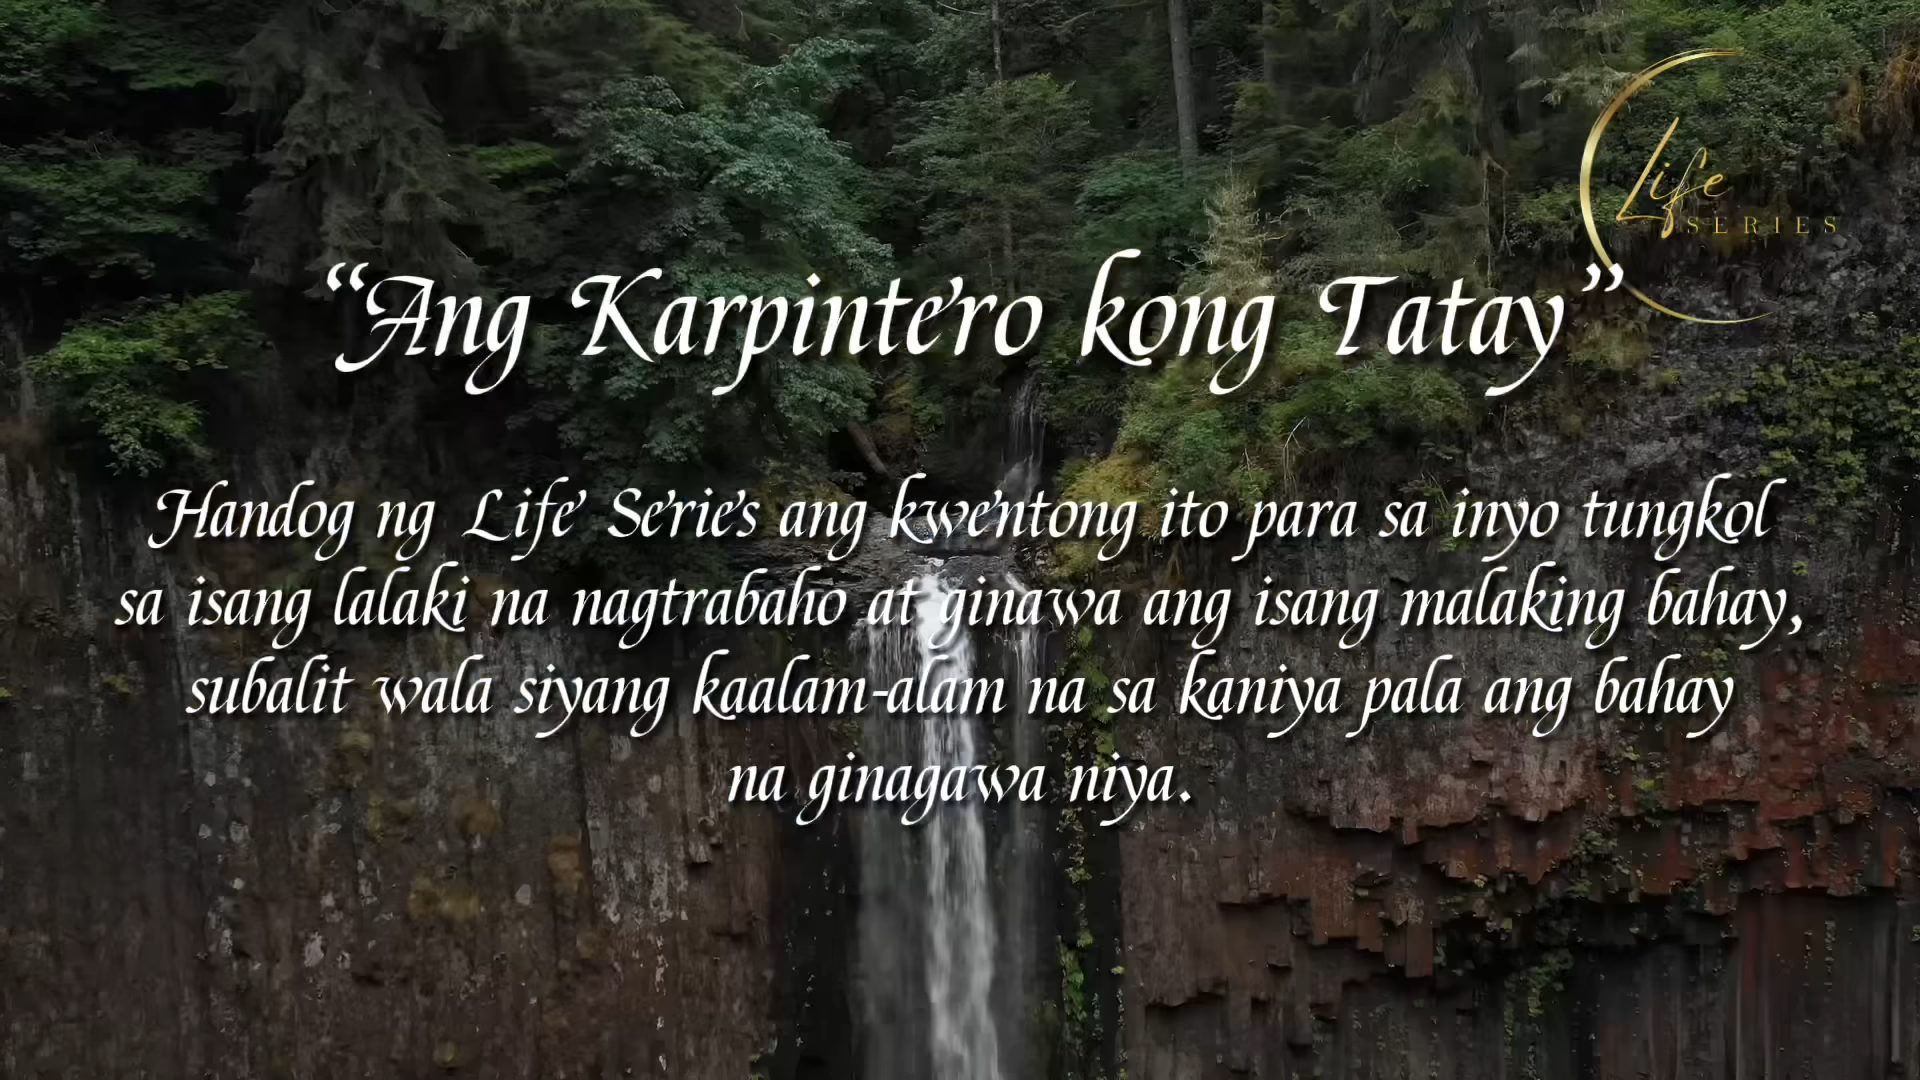 Life
SERIES
“Ang Karpintero kong Tatay”
Handog ng Life Series ang kwentong ito para sa inyo tungkol
sa isang lalaki na nagtrabaho at ginawa ang isang malaking bahay,
subalit wala siyang kaalam-alam na sa kaniya pala ang bahay
na ginagawa niya.